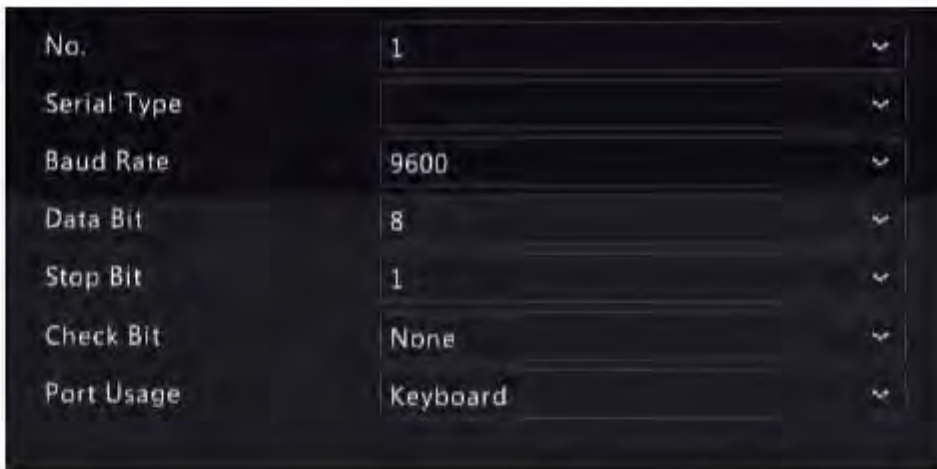 No. 1
Serial Type
Baud Rate 9600
Data Bit 8
Stop Bit 1
Check Bit None
Port Usage Keyboard